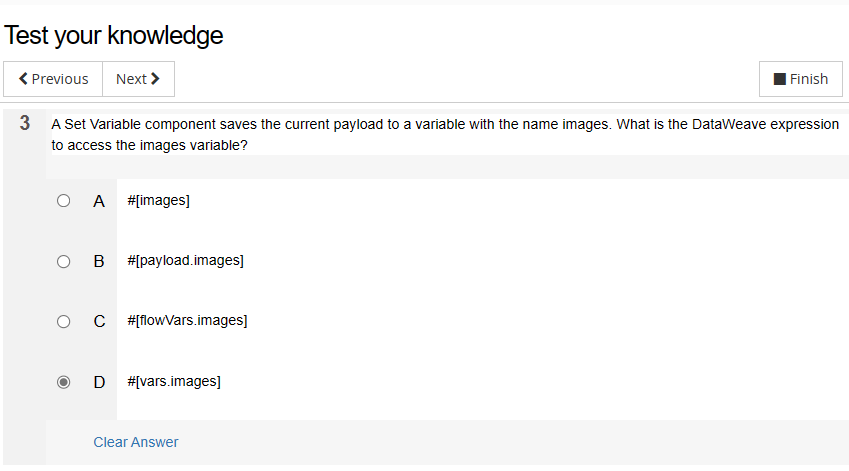 Test your knowledge
Previous
Next
Finish
3
A Set Variable component saves the current payload to a variable with the name images. What is the DataWeave expression
to access the images variable?
A #[images]
B #[payload.images]
C #[flowVars.images]
D #[vars.images]
Clear Answer